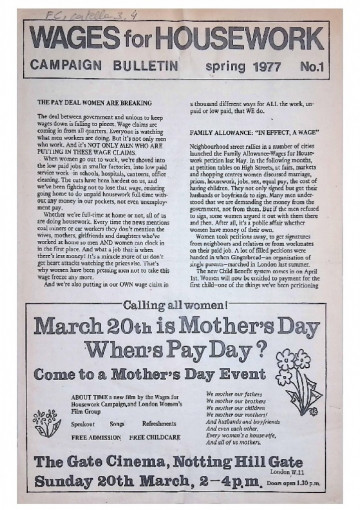 WAGES for HOUSEWORK
CAMPAIGN BULLETIN spring 1977 No.1
THE PAY DEAL WOMEN ARE BREAKING
The deal between government and unions to keep
wages down is falling to pieces. Wage claims are
coming in from all quarters. Everyone is watching
what men workers are doing. But it's not only men
who work. And it's NOT ONLY MEN WHO ARE
PUTTING IN THESE WAGE CLAIMS.
When women go out to work, we're shoved into
the low paid jobs in smaller factories, into low paid
service work - in schools, hospitals, canteens, office
cleaning. The cuts have been hardest on us, and
we've been fighting not to lose that wage, resisting
going home to do unpaid housework full time with-
out any money in our pockets, not even unemploy-
ment pay.
Whether we're full-time at home or not, all of us
are doing housework. Every time the news mentions
coal miners or car workers they don't mention the
wives, mothers, girlfriends and daughters who've
worked at home so men AND women can clock in
to the first place. And what a job that is when
there's less money! It's a miracle more of us don't
get heart attacks watching the prices rise. That's
why women have been pressing men not to take this
wage freeze any more.
And we're also putting in our OWN wage claim in
a thousand different ways for ALL the work, un-
paid or low paid, that WE do.
FAMILY ALLOWANCE: "IN EFFECT, A WAGE"
Neighbourhood street rallies in a number of cities
launched the Family Allowance-Wages for House-
work petition last May. In the following months,
at petition tables on High Streets, at fairs, markets
and shopping centres women discussed marriage,
prices, housework, jobs, sex, equal pay, the cost of
having children. They not only signed but got their
husbands or boyfriends to sign. Many men under-
stood that we are demanding the money from the
government, not from them. But if the men refused
to sign, some women argued it out with them there
and then. After all, it's a public affair whether
women have money of their own.
Women took petitions away, to get signatures
from neighbours and relatives or from workmates
on their paid job. A lot of filled petitions were
handed in when Gingerbread—an organisation of
single parents—marched in London last summer.
The new Child Benefit system comes in on April
1st. Women will now be entitled to payment for the
first child—one of the things we've been petitioning
Calling all women!
March 20th is Mother's Day
When's Pay Day?
Come to a Mother's Day Event
ABOUT TIME a new film by the Wages for
Housework Campaign, and London Women's
Film Group
Speakout Songs Refreshments
FREE ADMISSION FREE CHILDCARE
We mother our fathers
We mother our brothers
We mother our children
We mother our mothers!
And husbands and boyfriends
And even each other.
Every woman's a housewife,
And all of us mothers.
The Gate Cinema, Notting Hill Gate
London W.11
Sunday 20th March, 2–4p.m. Doors open 1.30 p.m.